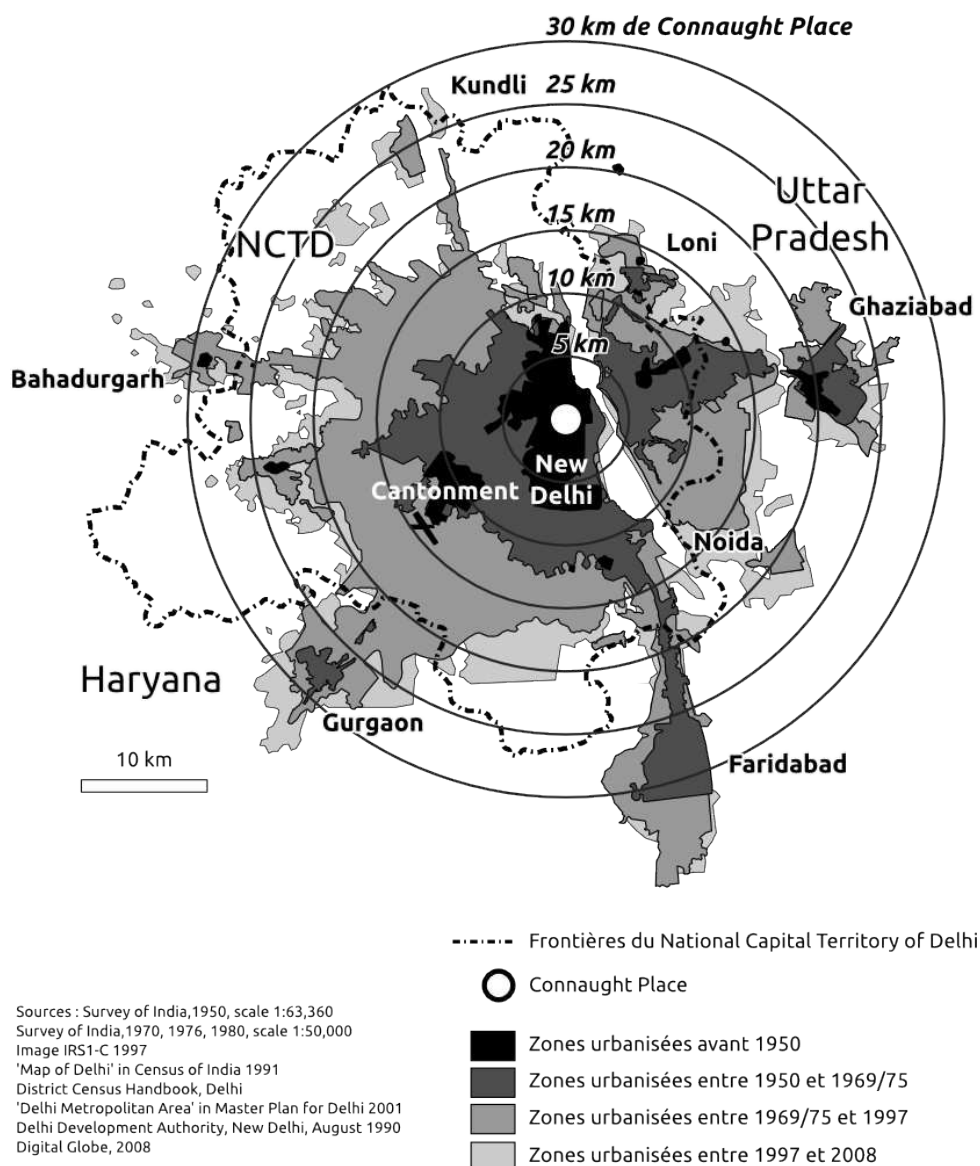 30 km de Connaught Place
Kundli
25 km
20 km
Uttar
Pradesh
15 km
NCTD
Loni
10 km
Ghaziabad
5 km
Bahadurgarh
New
Delhi
Cantonment
Noida
Haryana
Gurgaon
Faridabad
10 km
Frontières du National Capital Territory of Delhi
Connaught Place
Sources : Survey of India,1950, scale 1:63,360
Survey of India,1970, 1976, 1980, scale 1:50,000
Image IRS1-C 1997
'Map of Delhi' in Census of India 1991
District Census Handbook, Delhi
'Delhi Metropolitan Area' in Master Plan for Delhi 2001
Delhi Development Authority, New Delhi, August 1990
Digital Globe, 2008
Zones urbanisées avant 1950
Zones urbanisées entre 1950 et 1969/75
Zones urbanisées entre 1969/75 et 1997
Zones urbanisées entre 1997 et 2008